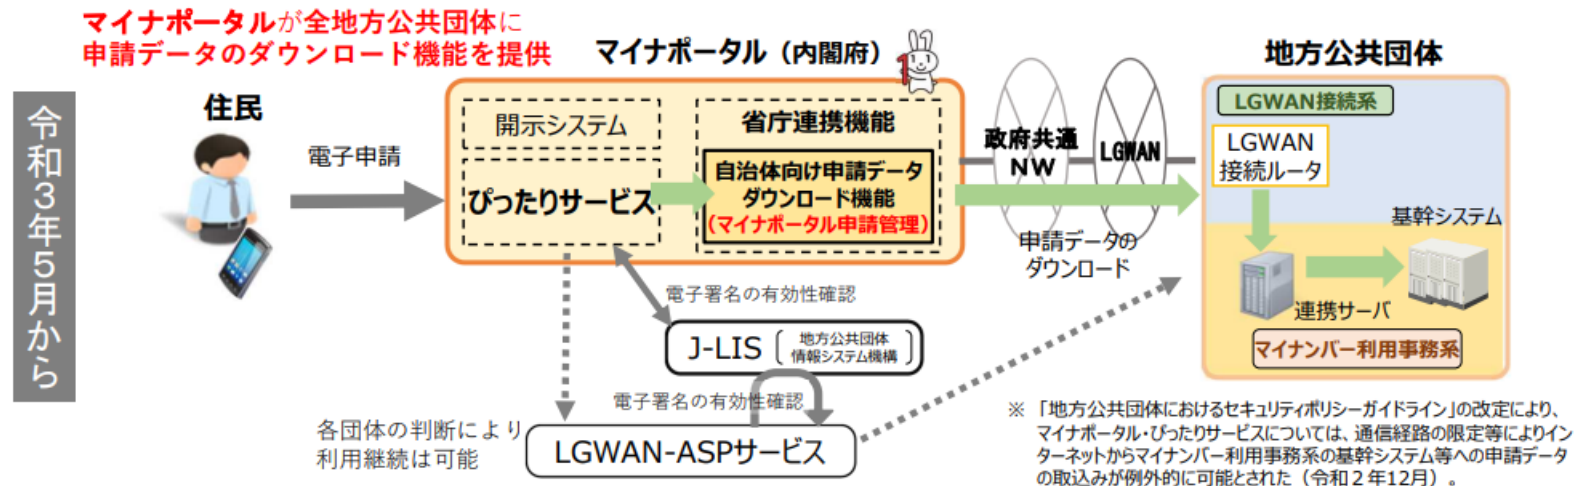 マイナポータルが全地方公共団体に
申請データのダウンロード機能を提供
令和3年5月から
住民
電子申請
マイナポータル（内閣府）
1
開示システム
ぴったりサービス
省庁連携機能
自治体向け申請データ
ダウンロード機能
（マイナポータル申請管理）
政府共通
NW
LGWAN
申請データの
ダウンロード
地方公共団体
LGWAN接続系
LGWAN
接続ルータ
基幹システム
連携サーバ
マイナンバー利用事務系
電子署名の有効性確認
J-LIS
地方公共団体
情報システム機構
電子署名の有効性確認
各団体の判断により
利用継続は可能
LGWAN-ASPサービス
※ 「地方公共団体におけるセキュリティポリシーガイドライン」の改定により、
マイナポータル・ぴったりサービスについては、通信経路の限定等によりイン
ターネットからマイナンバー利用事務系の基幹システム等への申請データ
の取込みが例外的に可能とされた（令和２年12月）。